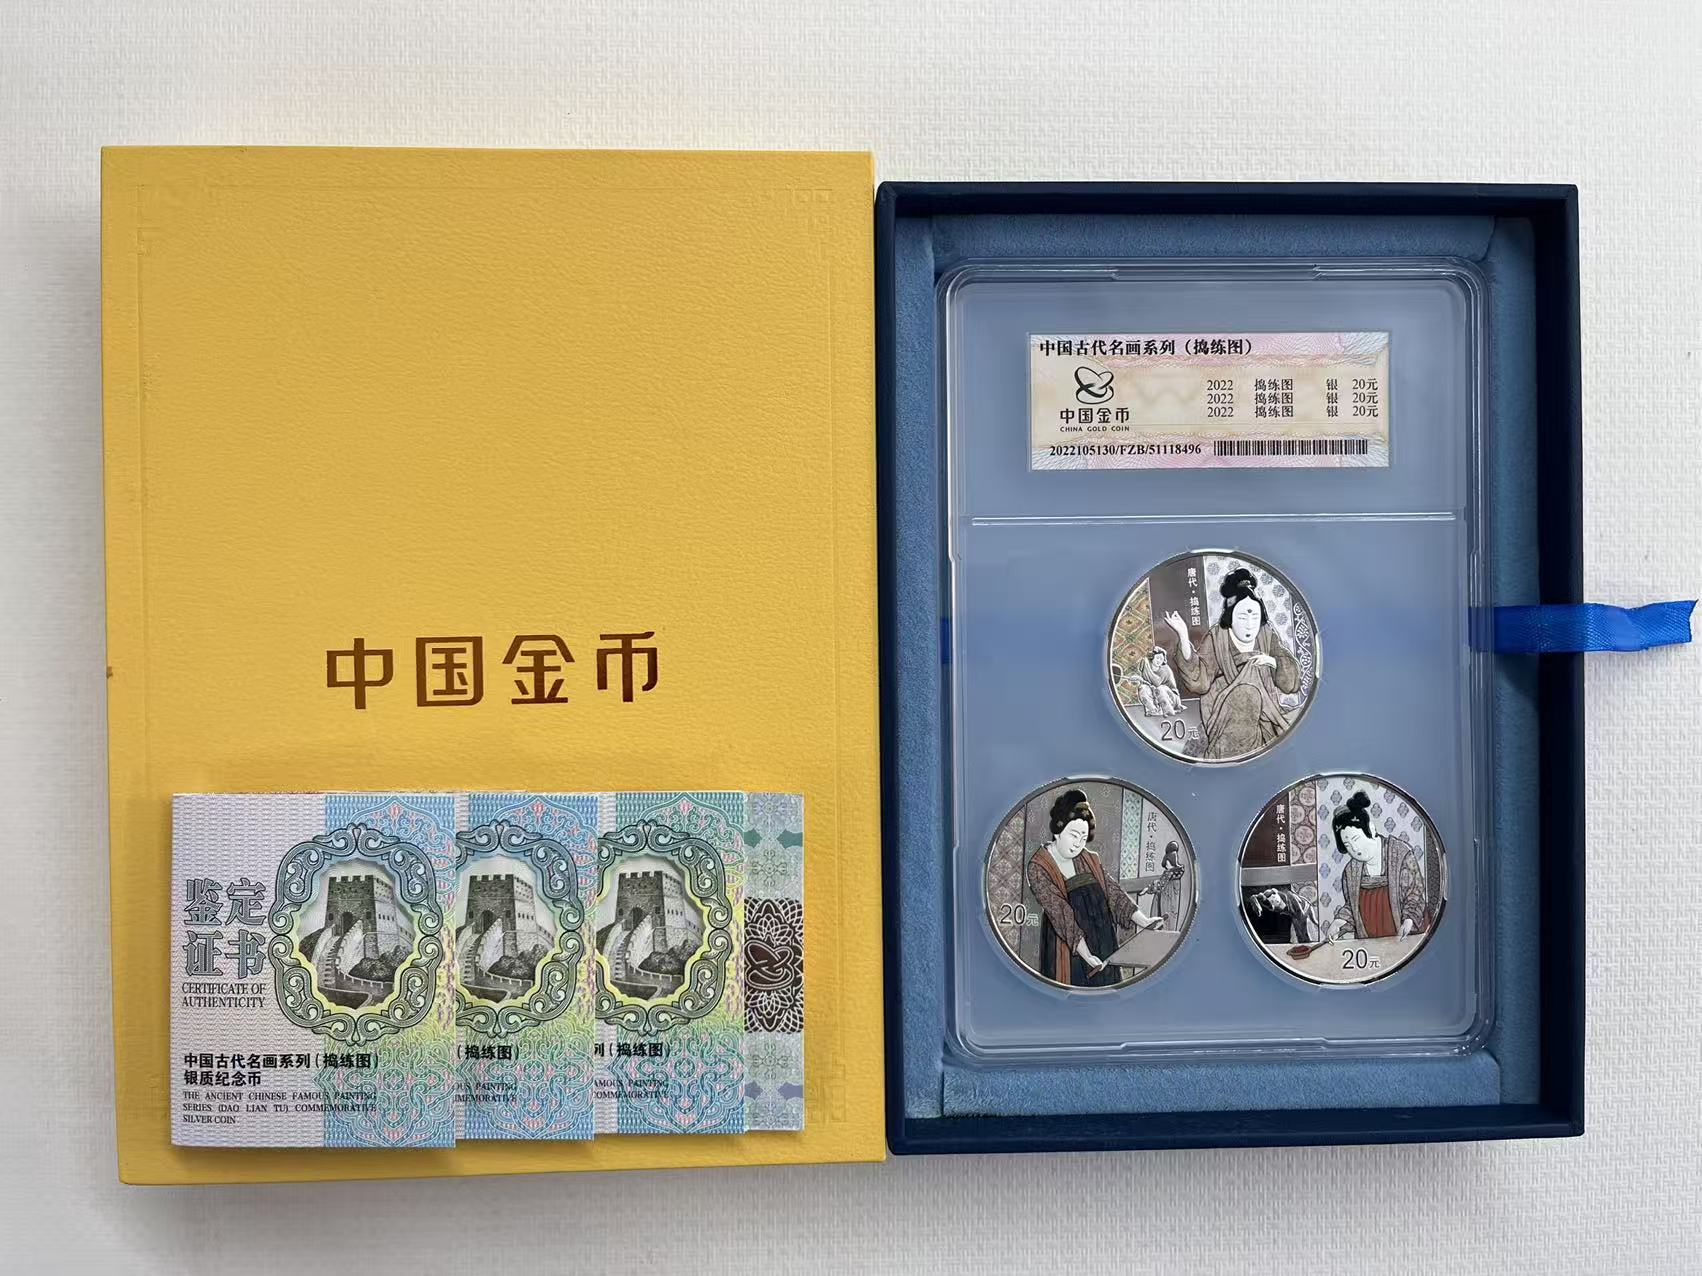 中国金币
鉴定
证书
CERTIFICATE OF
AUTHENTICITY
中国古代名画系列(捣练图)
银质纪念币
THE ANCIENT CHINESE FAMOUS PAINTING
SERIES (DAO LIAN TU) COMMEMORATIVE
SILVER COIN
(捣练图)
OUS PAINTING
MEMORATIVE
列(捣练图)
AMOUS PAINTING
COMMEMORATIVE
中国古代名画系列(捣练图)
中国金币
CHINA GOLD COIN
2022 捣练图 银 20元
2022 捣练图 银 20元
2022 捣练图 银 20元
2022105130/FZB/51118496
唐代·捣练图
20元
唐代·捣练图
20元
唐代·捣练图
20元